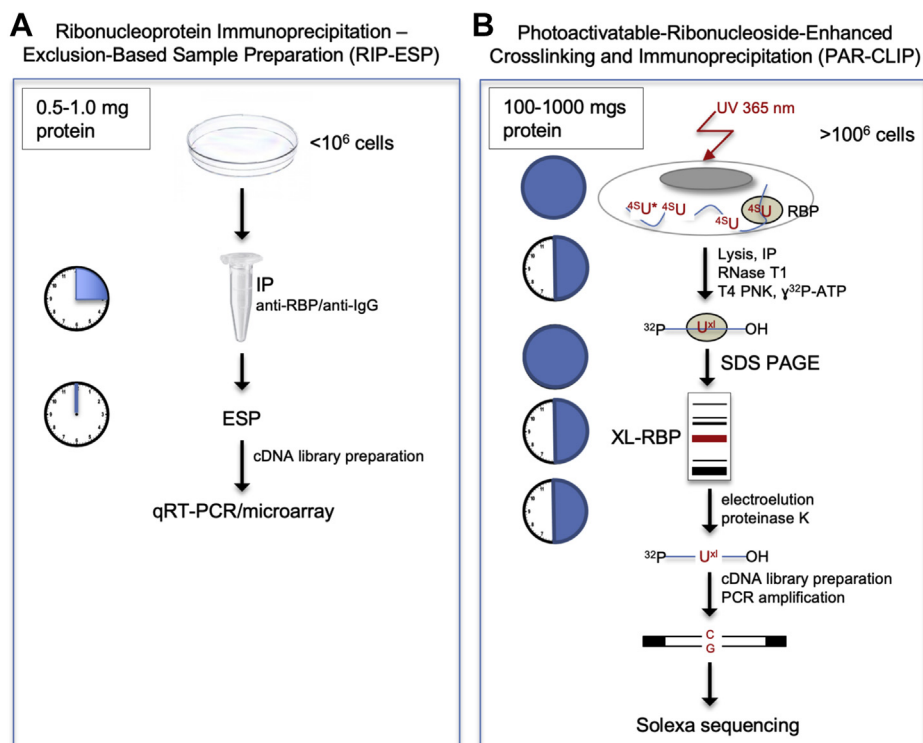 A
Ribonucleoprotein Immunoprecipitation –
Exclusion-Based Sample Preparation (RIP-ESP)
0.5-1.0 mg
protein
<10⁶ cells
IP
anti-RBP/anti-IgG
ESP
cDNA library preparation
qRT-PCR/microarray
B
Photoactivatable-Ribonucleoside-Enhanced
Crosslinking and Immunoprecipitation (PAR-CLIP)
100-1000 mgs
protein
UV 365 nm
>100⁶ cells
⁴ˢU* ⁴ˢU
⁴ˢU
⁴ˢU
RBP
Lysis, IP
RNase T1
T4 PNK, γ³²P-ATP
³²P
Uˣˡ
OH
SDS PAGE
XL-RBP
electroelution
proteinase K
³²P
Uˣˡ
OH
cDNA library preparation
PCR amplification
C
G
Solexa sequencing